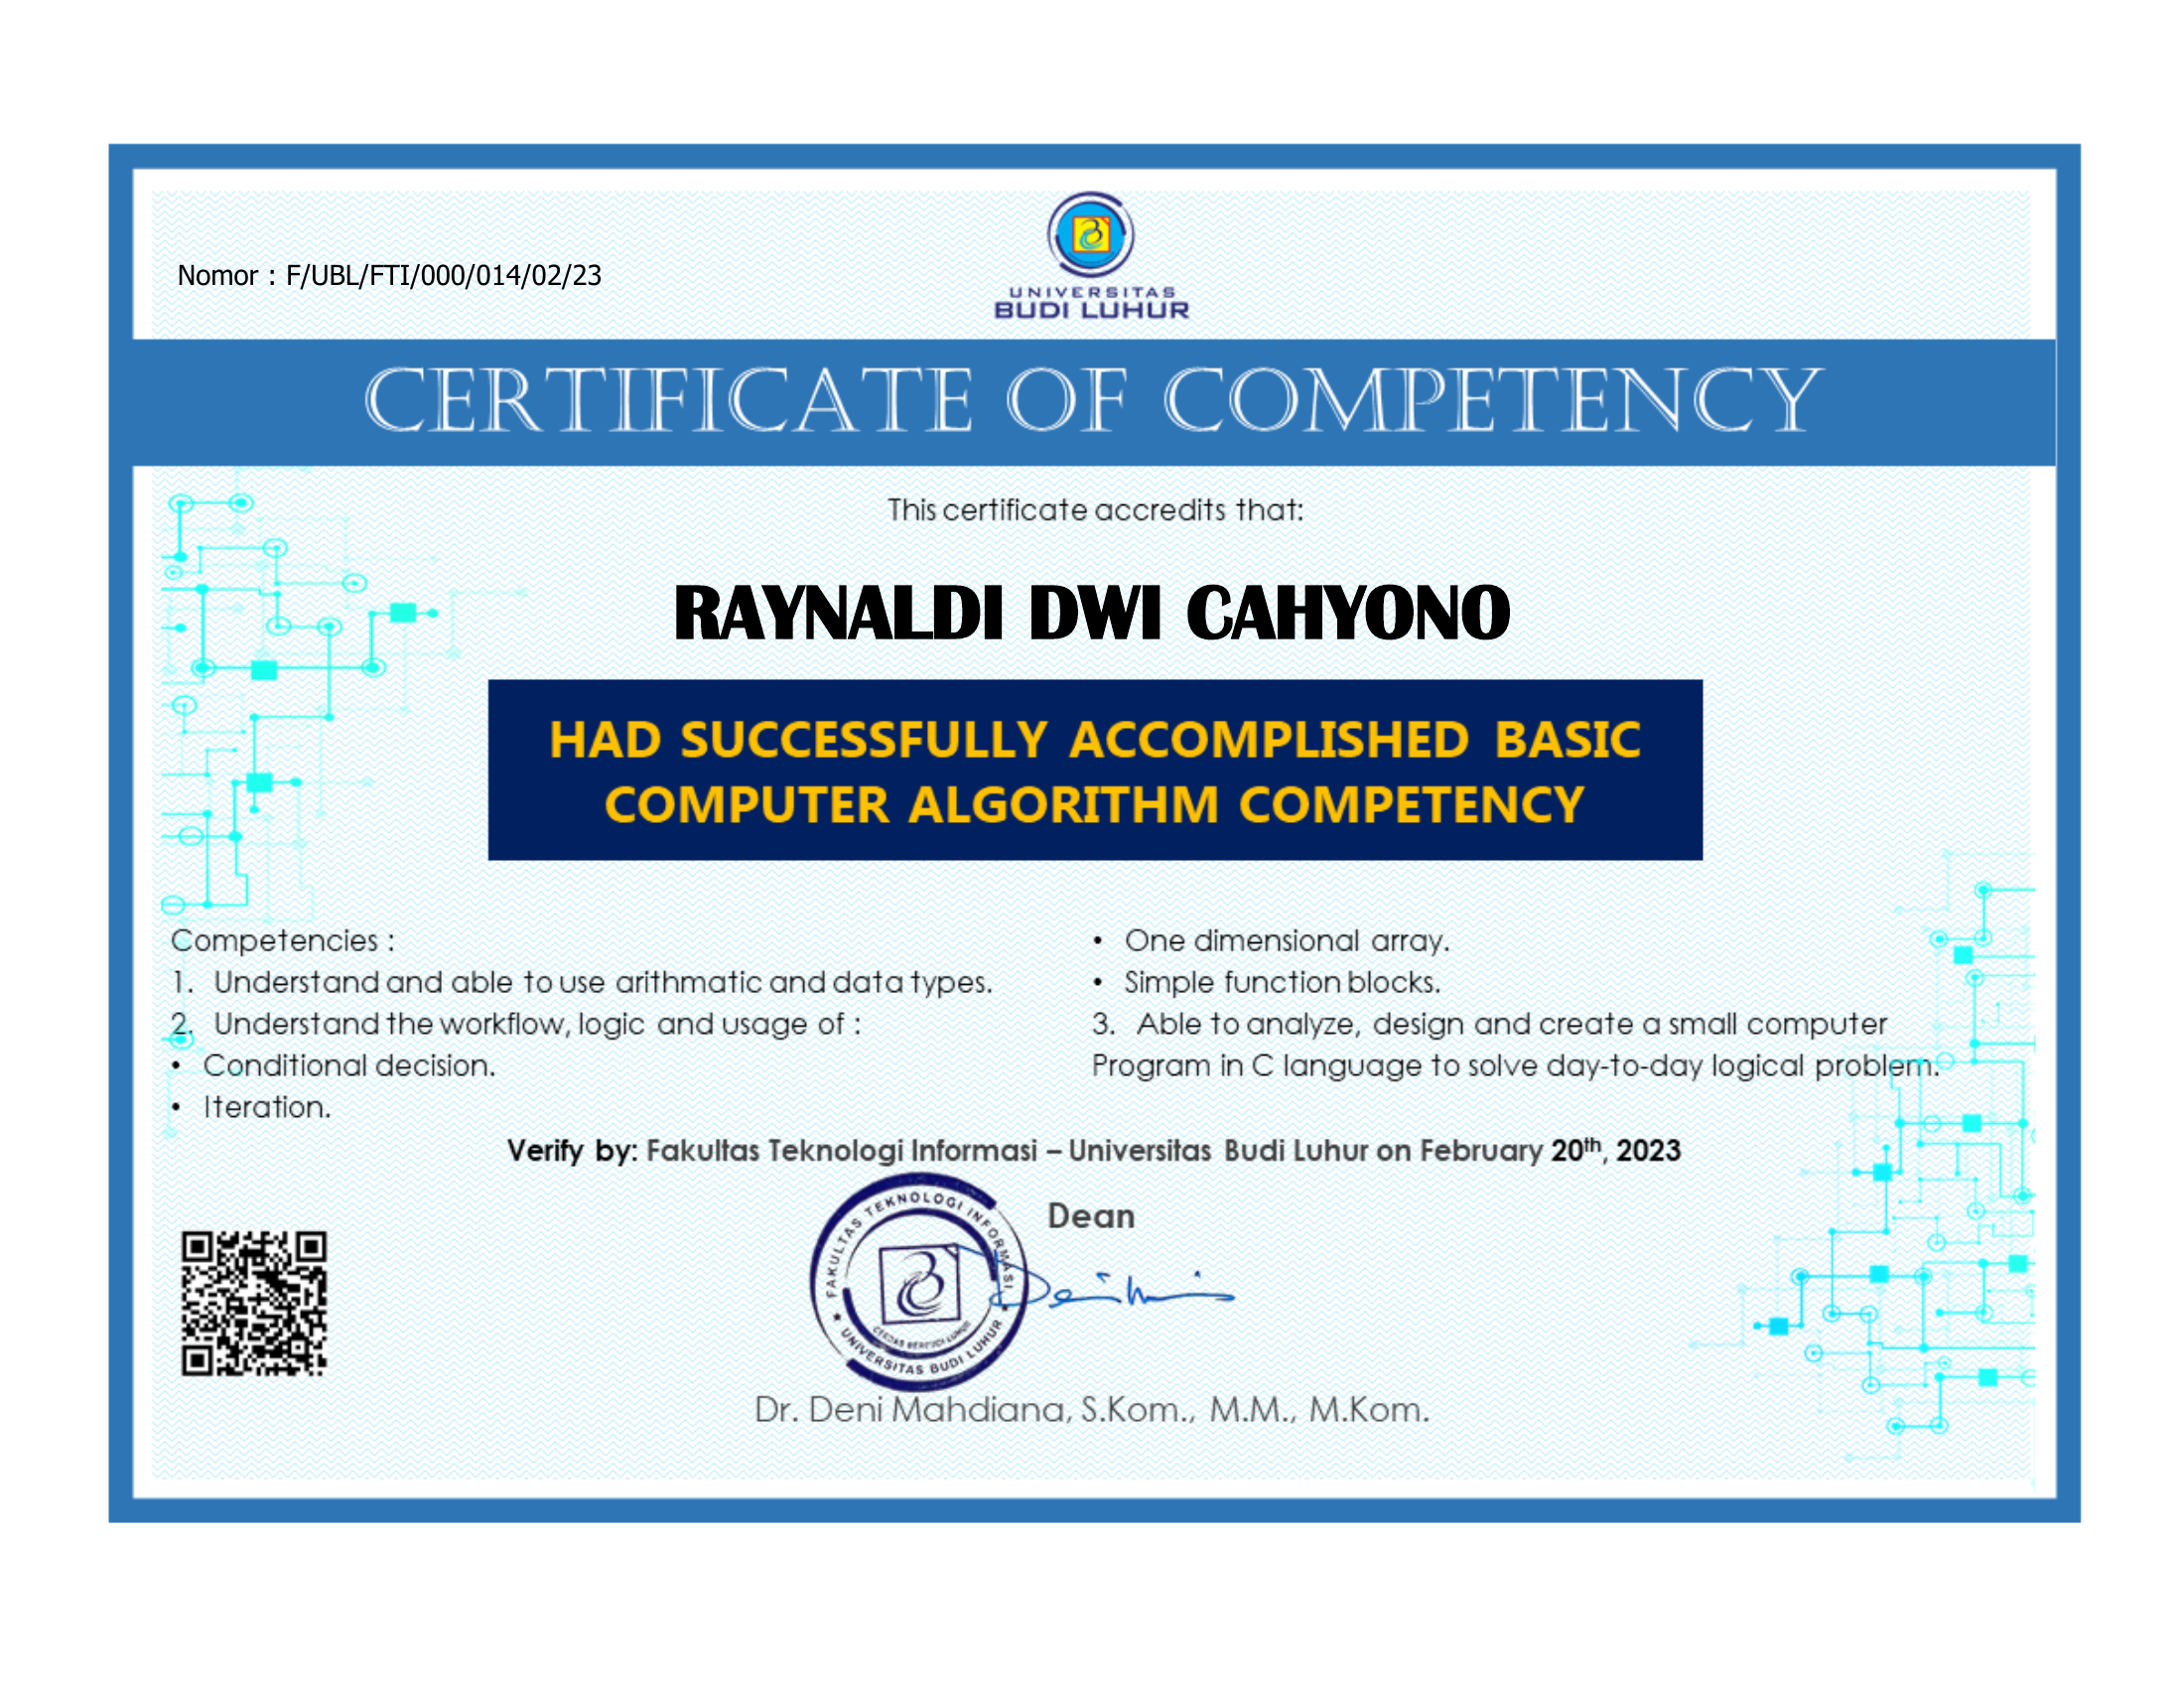 Nomor : F/UBL/FTI/000/014/02/23
UNIVERSITAS
BUDI LUHUR
CERTIFICATE OF COMPETENCY
This certificate accredits that:
RAYNALDI DWI CAHYONO
HAD SUCCESSFULLY ACCOMPLISHED BASIC
COMPUTER ALGORITHM COMPETENCY
Competencies :
1. Understand and able to use arithmatic and data types.
2. Understand the workflow, logic and usage of :
• Conditional decision.
• Iteration.
• One dimensional array.
• Simple function blocks.
3. Able to analyze, design and create a small computer
Program in C language to solve day-to-day logical problem.
Verify by: Fakultas Teknologi Informasi – Universitas Budi Luhur on February 20th, 2023
Dean
FAKULTAS TEKNOLOGI INFORMASI
CERDAS BERBUDI LUHUR
★ UNIVERSITAS BUDI LUHUR ★
Dr. Deni Mahdiana, S.Kom., M.M., M.Kom.